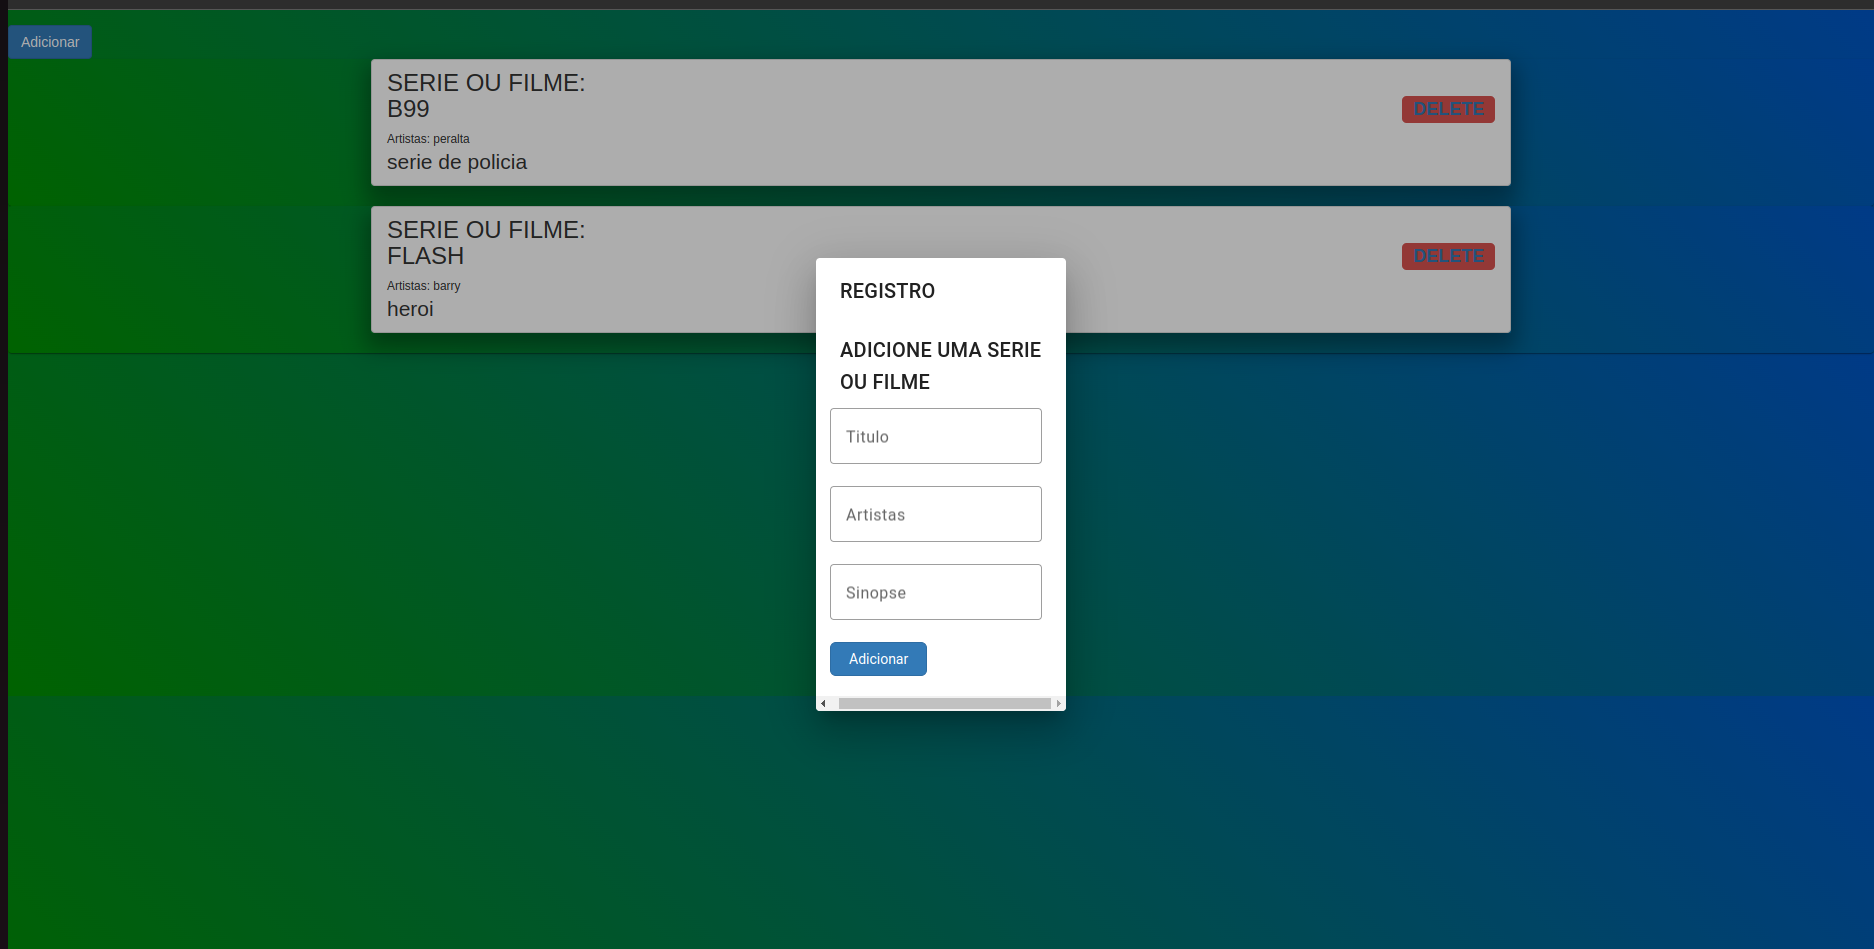 Adicionar
SERIE OU FILME:
B99
DELETE
Artistas: peralta
serie de policia
SERIE OU FILME:
FLASH
DELETE
Artistas: barry
heroi
REGISTRO
ADICIONE UMA SERIE
OU FILME
Titulo
Artistas
Sinopse
Adicionar